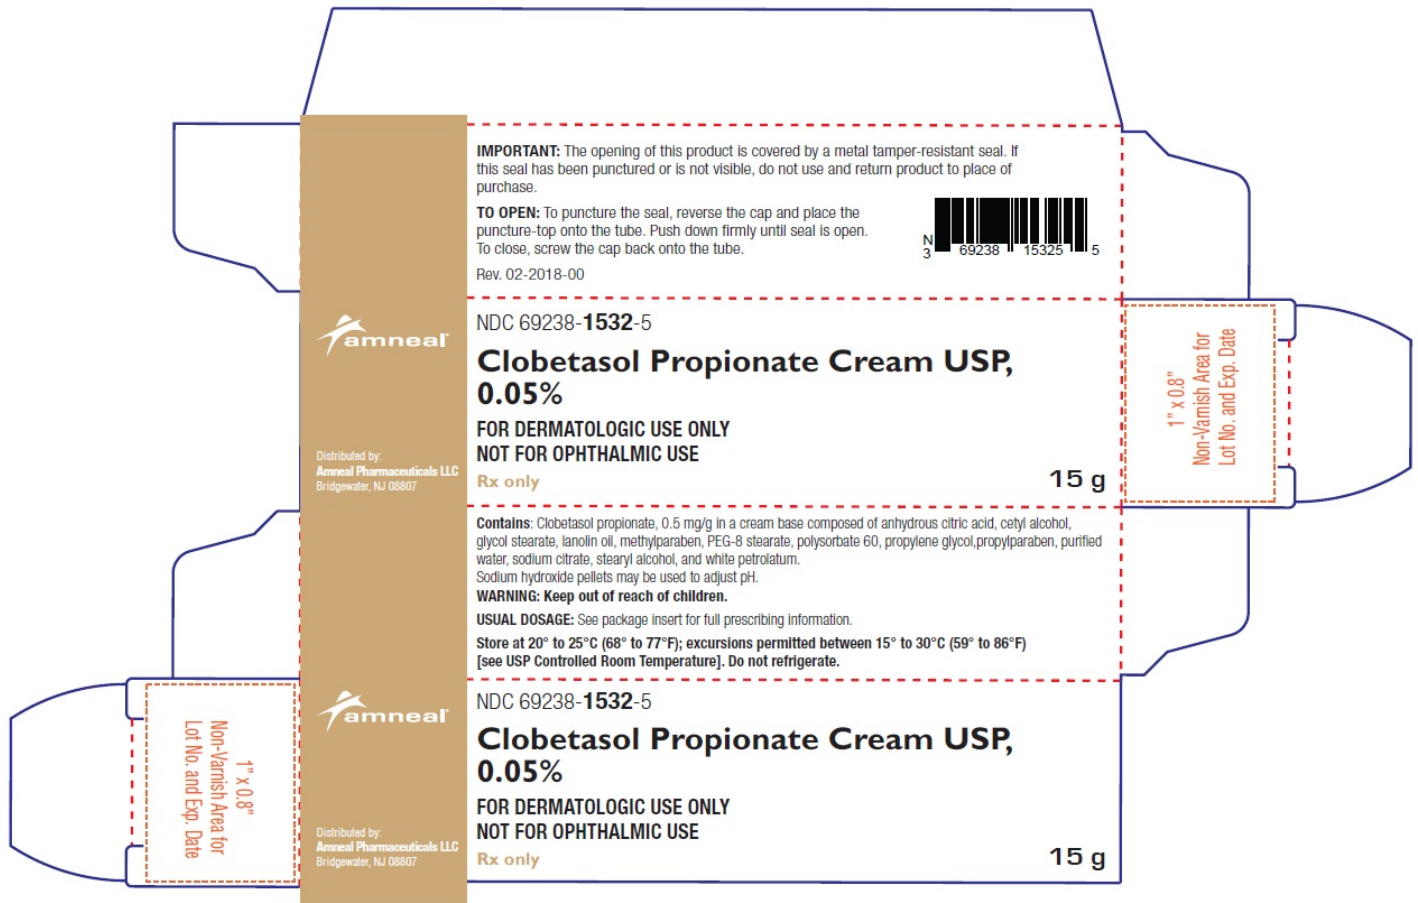 IMPORTANT: The opening of this product is covered by a metal tamper-resistant seal. If
this seal has been punctured or is not visible, do not use and return product to place of
purchase.
TO OPEN: To puncture the seal, reverse the cap and place the
puncture-top onto the tube. Push down firmly until seal is open.
To close, screw the cap back onto the tube.
Rev. 02-2018-00
N
3 69238 15325 5
amneal
Distributed by:
Amneal Pharmaceuticals LLC
Bridgewater, NJ 08807
NDC 69238-1532-5
Clobetasol Propionate Cream USP,
0.05%
FOR DERMATOLOGIC USE ONLY
NOT FOR OPHTHALMIC USE
Rx only
15 g
1" x 0.8"
Non-Varnish Area for
Lot No. and Exp. Date
Contains: Clobetasol propionate, 0.5 mg/g in a cream base composed of anhydrous citric acid, cetyl alcohol,
glycol stearate, lanolin oil, methylparaben, PEG-8 stearate, polysorbate 60, propylene glycol,propylparaben, purified
water, sodium citrate, stearyl alcohol, and white petrolatum.
Sodium hydroxide pellets may be used to adjust pH.
WARNING: Keep out of reach of children.
USUAL DOSAGE: See package insert for full prescribing information.
Store at 20° to 25°C (68° to 77°F); excursions permitted between 15° to 30°C (59° to 86°F)
[see USP Controlled Room Temperature]. Do not refrigerate.
1" x 0.8"
Non-Varnish Area for
Lot No. and Exp. Date
amneal
Distributed by:
Amneal Pharmaceuticals LLC
Bridgewater, NJ 08807
NDC 69238-1532-5
Clobetasol Propionate Cream USP,
0.05%
FOR DERMATOLOGIC USE ONLY
NOT FOR OPHTHALMIC USE
Rx only
15 g